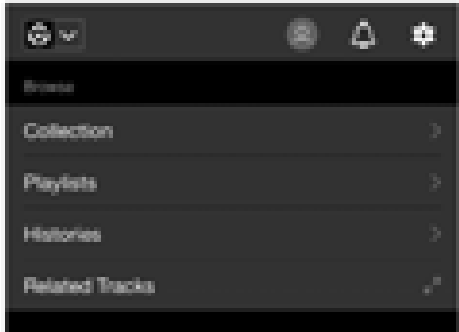 Browse
Collection
Playlists
Histories
Related Tracks